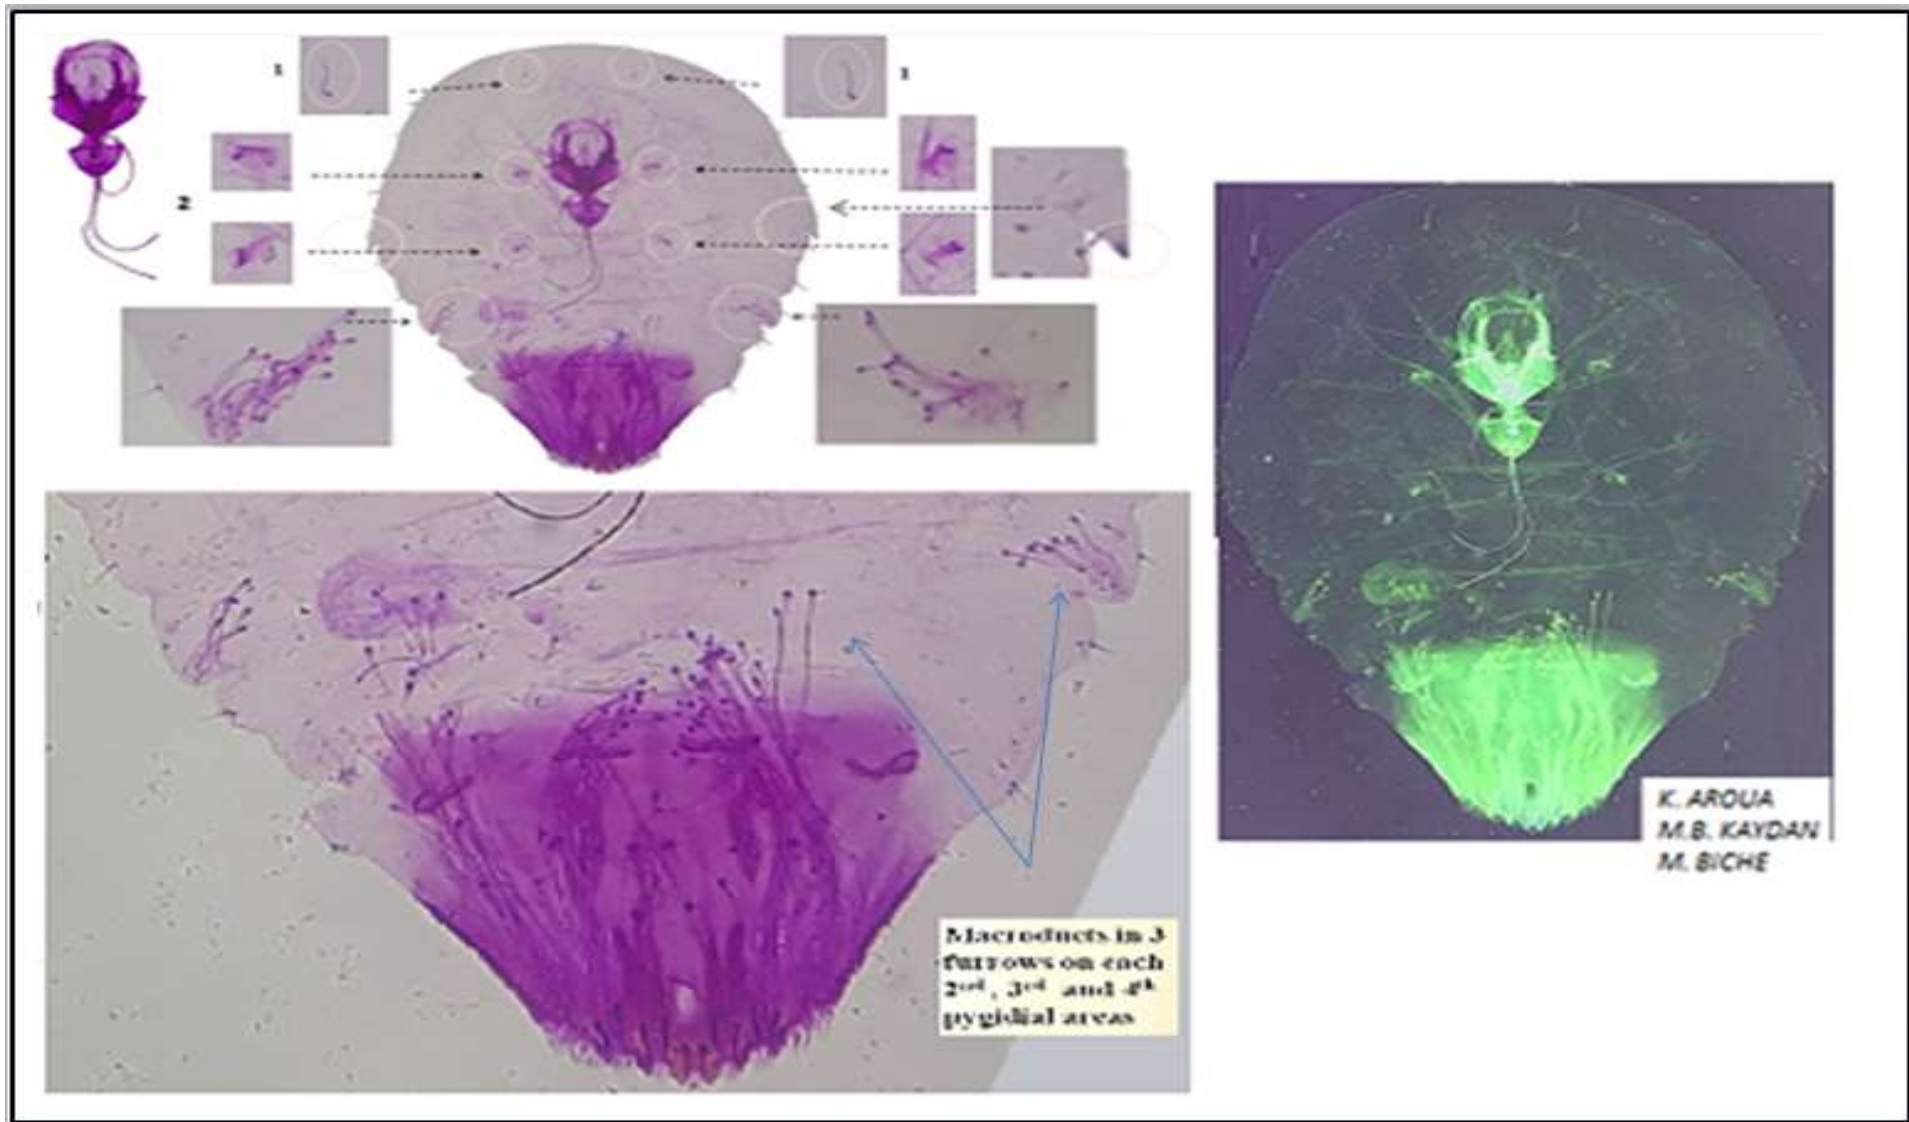 1
1
2
Macroducts in 3
furrows on each
2nd, 3rd and 4th
pygidial areas
K. AROUA
M.B. KAYDAN
M. BICHE